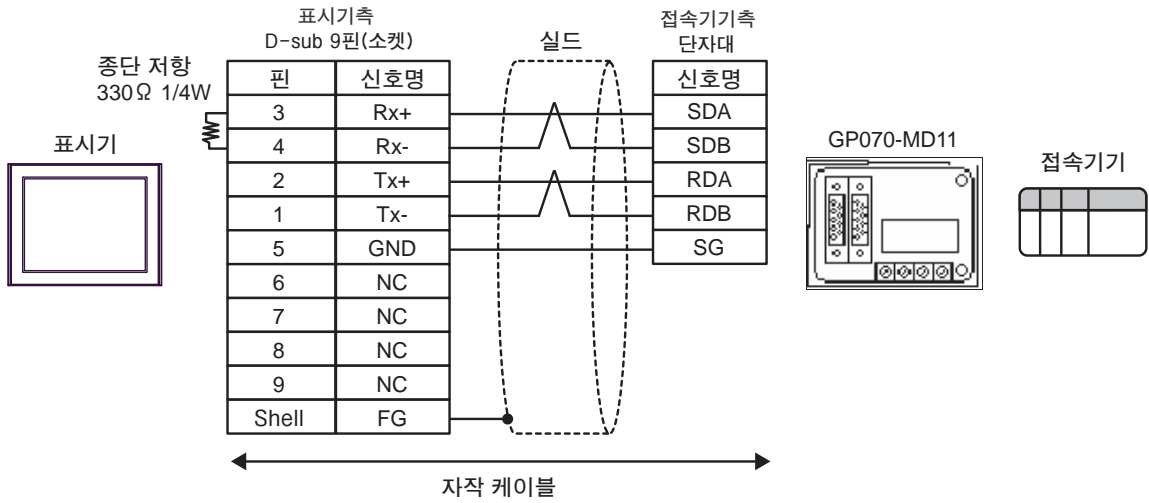 표시기측
D-sub 9핀(소켓)
실드
접속기기측
단자대
종단 저항
330Ω 1/4W
핀 신호명 신호명
3 Rx+ SDA
4 Rx- SDB
2 Tx+ RDA
1 Tx- RDB
5 GND SG
6 NC
7 NC
8 NC
9 NC
Shell FG
표시기
GP070-MD11
접속기기
자작 케이블